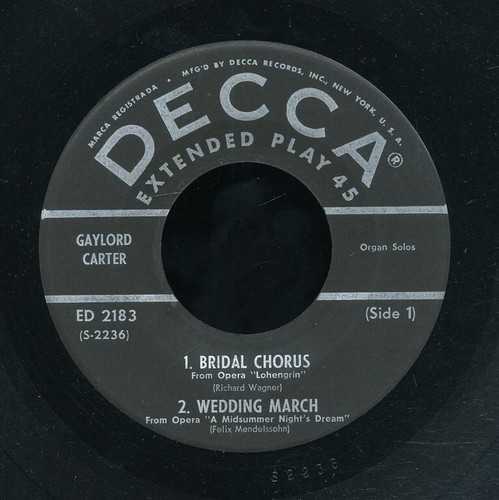 MARCA REGISTRADA • MFG'D BY DECCA RECORDS, INC., NEW YORK, U. S. A.
DECCA®
EXTENDED PLAY 45
GAYLORD
CARTER
Organ Solos
ED 2183
(S-2236)
(Side 1)
1. BRIDAL CHORUS
From Opera "Lohengrin"
(Richard Wagner)
2. WEDDING MARCH
From Opera "A Midsummer Night's Dream"
(Felix Mendelssohn)
S2236